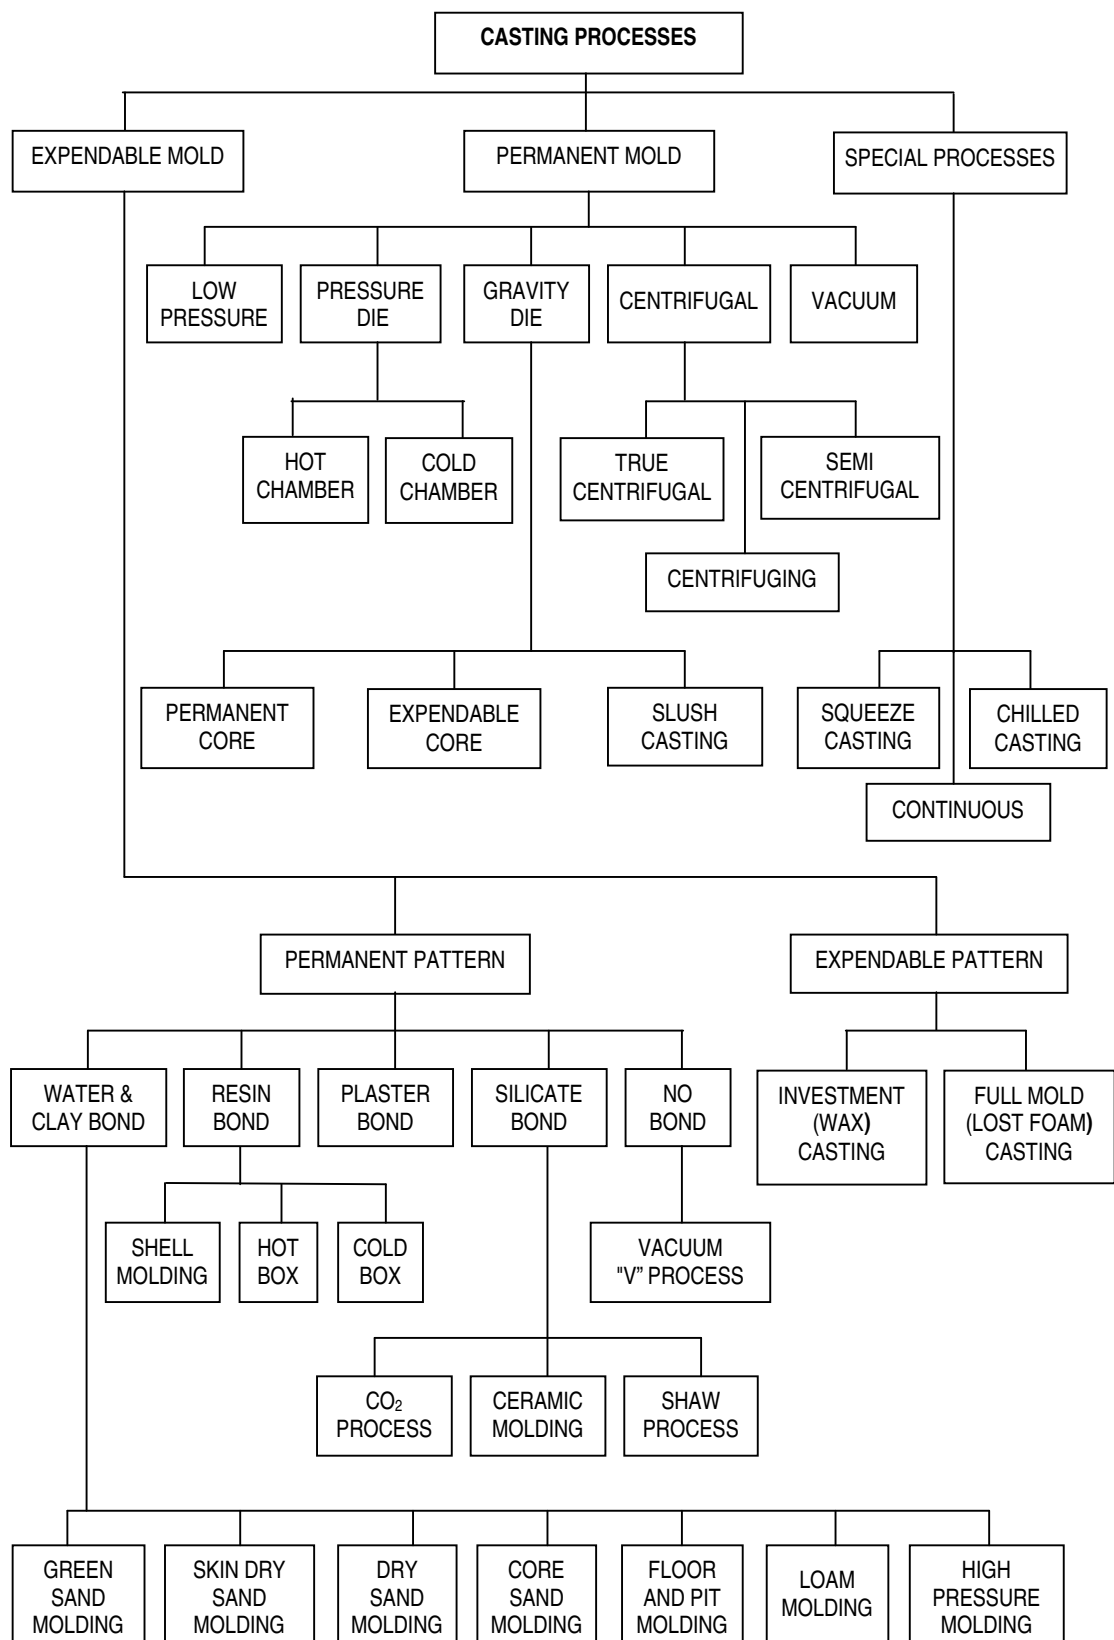 CASTING PROCESSES
EXPENDABLE MOLD
PERMANENT MOLD
SPECIAL PROCESSES
LOW
PRESSURE
PRESSURE
DIE
GRAVITY
DIE
CENTRIFUGAL
VACUUM
HOT
CHAMBER
COLD
CHAMBER
TRUE
CENTRIFUGAL
SEMI
CENTRIFUGAL
CENTRIFUGING
PERMANENT
CORE
EXPENDABLE
CORE
SLUSH
CASTING
SQUEEZE
CASTING
CHILLED
CASTING
CONTINUOUS
PERMANENT PATTERN
EXPENDABLE PATTERN
WATER &
CLAY BOND
RESIN
BOND
PLASTER
BOND
SILICATE
BOND
NO
BOND
INVESTMENT
(WAX)
CASTING
FULL MOLD
(LOST FOAM)
CASTING
SHELL
MOLDING
HOT
BOX
COLD
BOX
VACUUM
"V" PROCESS
CO₂
PROCESS
CERAMIC
MOLDING
SHAW
PROCESS
GREEN
SAND
MOLDING
SKIN DRY
SAND
MOLDING
DRY
SAND
MOLDING
CORE
SAND
MOLDING
FLOOR
AND PIT
MOLDING
LOAM
MOLDING
HIGH
PRESSURE
MOLDING